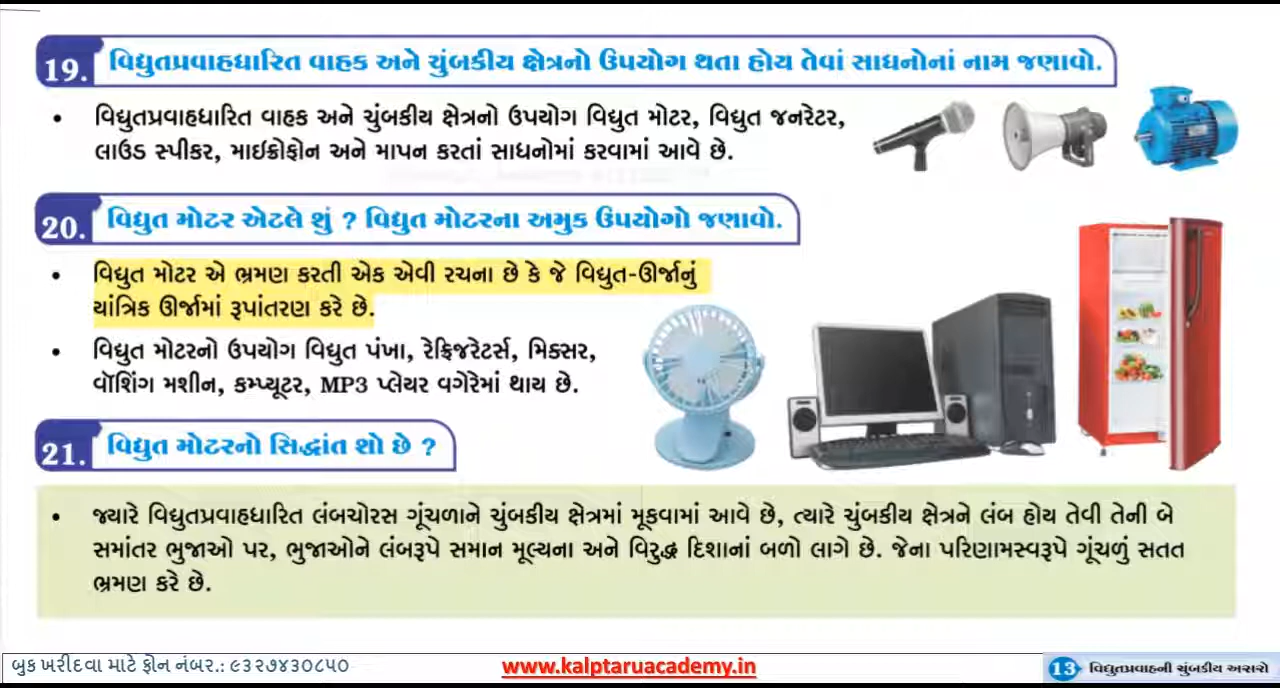 19. વિદ્યુતપ્રવાહધારિત વાહક અને ચુંબકીય ક્ષેત્રનો ઉપયોગ થતા હોય તેવાં સાધનોનાં નામ જણાવો.
• વિદ્યુતપ્રવાહધારિત વાહક અને ચુંબકીય ક્ષેત્રનો ઉપયોગ વિદ્યુત મોટર, વિદ્યુત જનરેટર,
લાઉડ સ્પીકર, માઇક્રોફોન અને માપન કરતાં સાધનોમાં કરવામાં આવે છે.
20. વિદ્યુત મોટર એટલે શું ? વિદ્યુત મોટરના અમુક ઉપયોગો જણાવો.
• વિદ્યુત મોટર એ ભ્રમણ કરતી એક એવી રચના છે કે જે વિદ્યુત-ઊર્જાનું
યાંત્રિક ઊર્જામાં રૂપાંતરણ કરે છે.
• વિદ્યુત મોટરનો ઉપયોગ વિદ્યુત પંખા, રેફ્રિજરેટર્સ, મિક્સર,
વૉશિંગ મશીન, કમ્પ્યૂટર, MP3 પ્લેયર વગેરેમાં થાય છે.
21. વિદ્યુત મોટરનો સિદ્ધાંત શો છે ?
• જ્યારે વિદ્યુતપ્રવાહધારિત લંબચોરસ ગૂંચળાને ચુંબકીય ક્ષેત્રમાં મૂકવામાં આવે છે, ત્યારે ચુંબકીય ક્ષેત્રને લંબ હોય તેવી તેની બે
સમાંતર ભુજાઓ પર, ભુજાઓને લંબરૂપે સમાન મૂલ્યના અને વિરુદ્ધ દિશાનાં બળો લાગે છે. જેના પરિણામસ્વરૂપે ગૂંચળું સતત
ભ્રમણ કરે છે.
બુક ખરીદવા માટે ફોન નંબર.: ૯૩૨૭૪૩૦૮૫૦
www.kalptaruacademy.in
13 વિદ્યુતપ્રવાહની ચુંબકીય અસરો